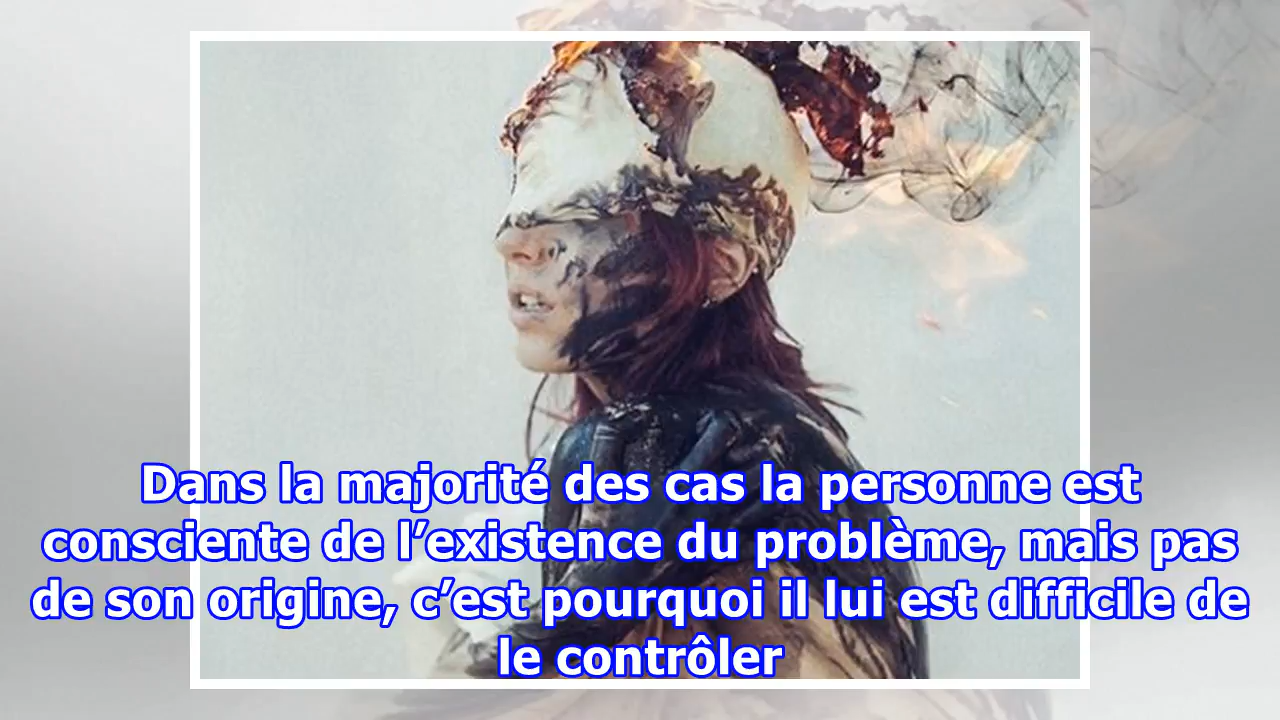 Dans la majorité des cas la personne est
consciente de l’existence du problème, mais pas
de son origine, c’est pourquoi il lui est difficile de
le contrôler